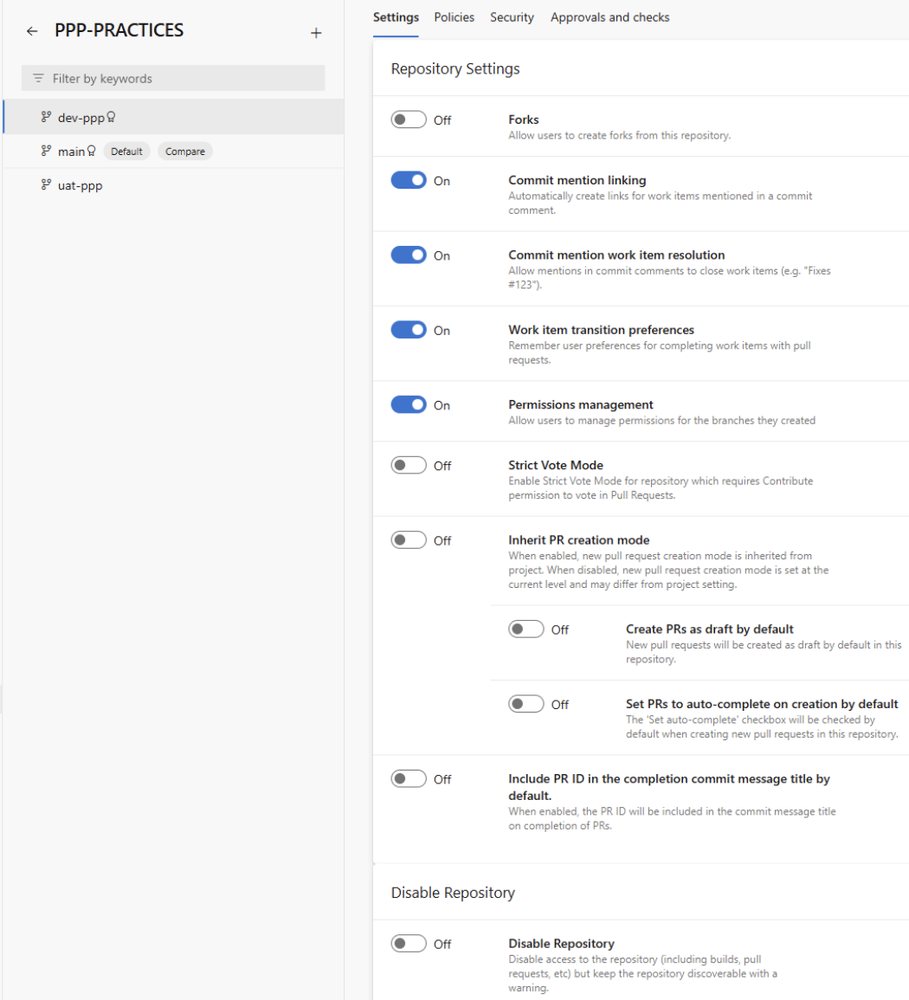 PPP-PRACTICES
+
Filter by keywords
dev-ppp
main Default Compare
uat-ppp
Settings Policies Security Approvals and checks
Repository Settings
Off Forks
Allow users to create forks from this repository.
On Commit mention linking
Automatically create links for work items mentioned in a commit
comment.
On Commit mention work item resolution
Allow mentions in commit comments to close work items (e.g. "Fixes
#123").
On Work item transition preferences
Remember user preferences for completing work items with pull
requests.
On Permissions management
Allow users to manage permissions for the branches they created
Off Strict Vote Mode
Enable Strict Vote Mode for repository which requires Contribute
permission to vote in Pull Requests.
Off Inherit PR creation mode
When enabled, new pull request creation mode is inherited from
project. When disabled, new pull request creation mode is set at the
current level and may differ from project setting.
Off Create PRs as draft by default
New pull requests will be created as draft by default in this
repository.
Off Set PRs to auto-complete on creation by default
The 'Set auto-complete' checkbox will be checked by
default when creating new pull requests in this repository.
Off Include PR ID in the completion commit message title by
default.
When enabled, the PR ID will be included in the commit message title
on completion of PRs.
Disable Repository
Off Disable Repository
Disable access to the repository (including builds, pull
requests, etc) but keep the repository discoverable with a
warning.